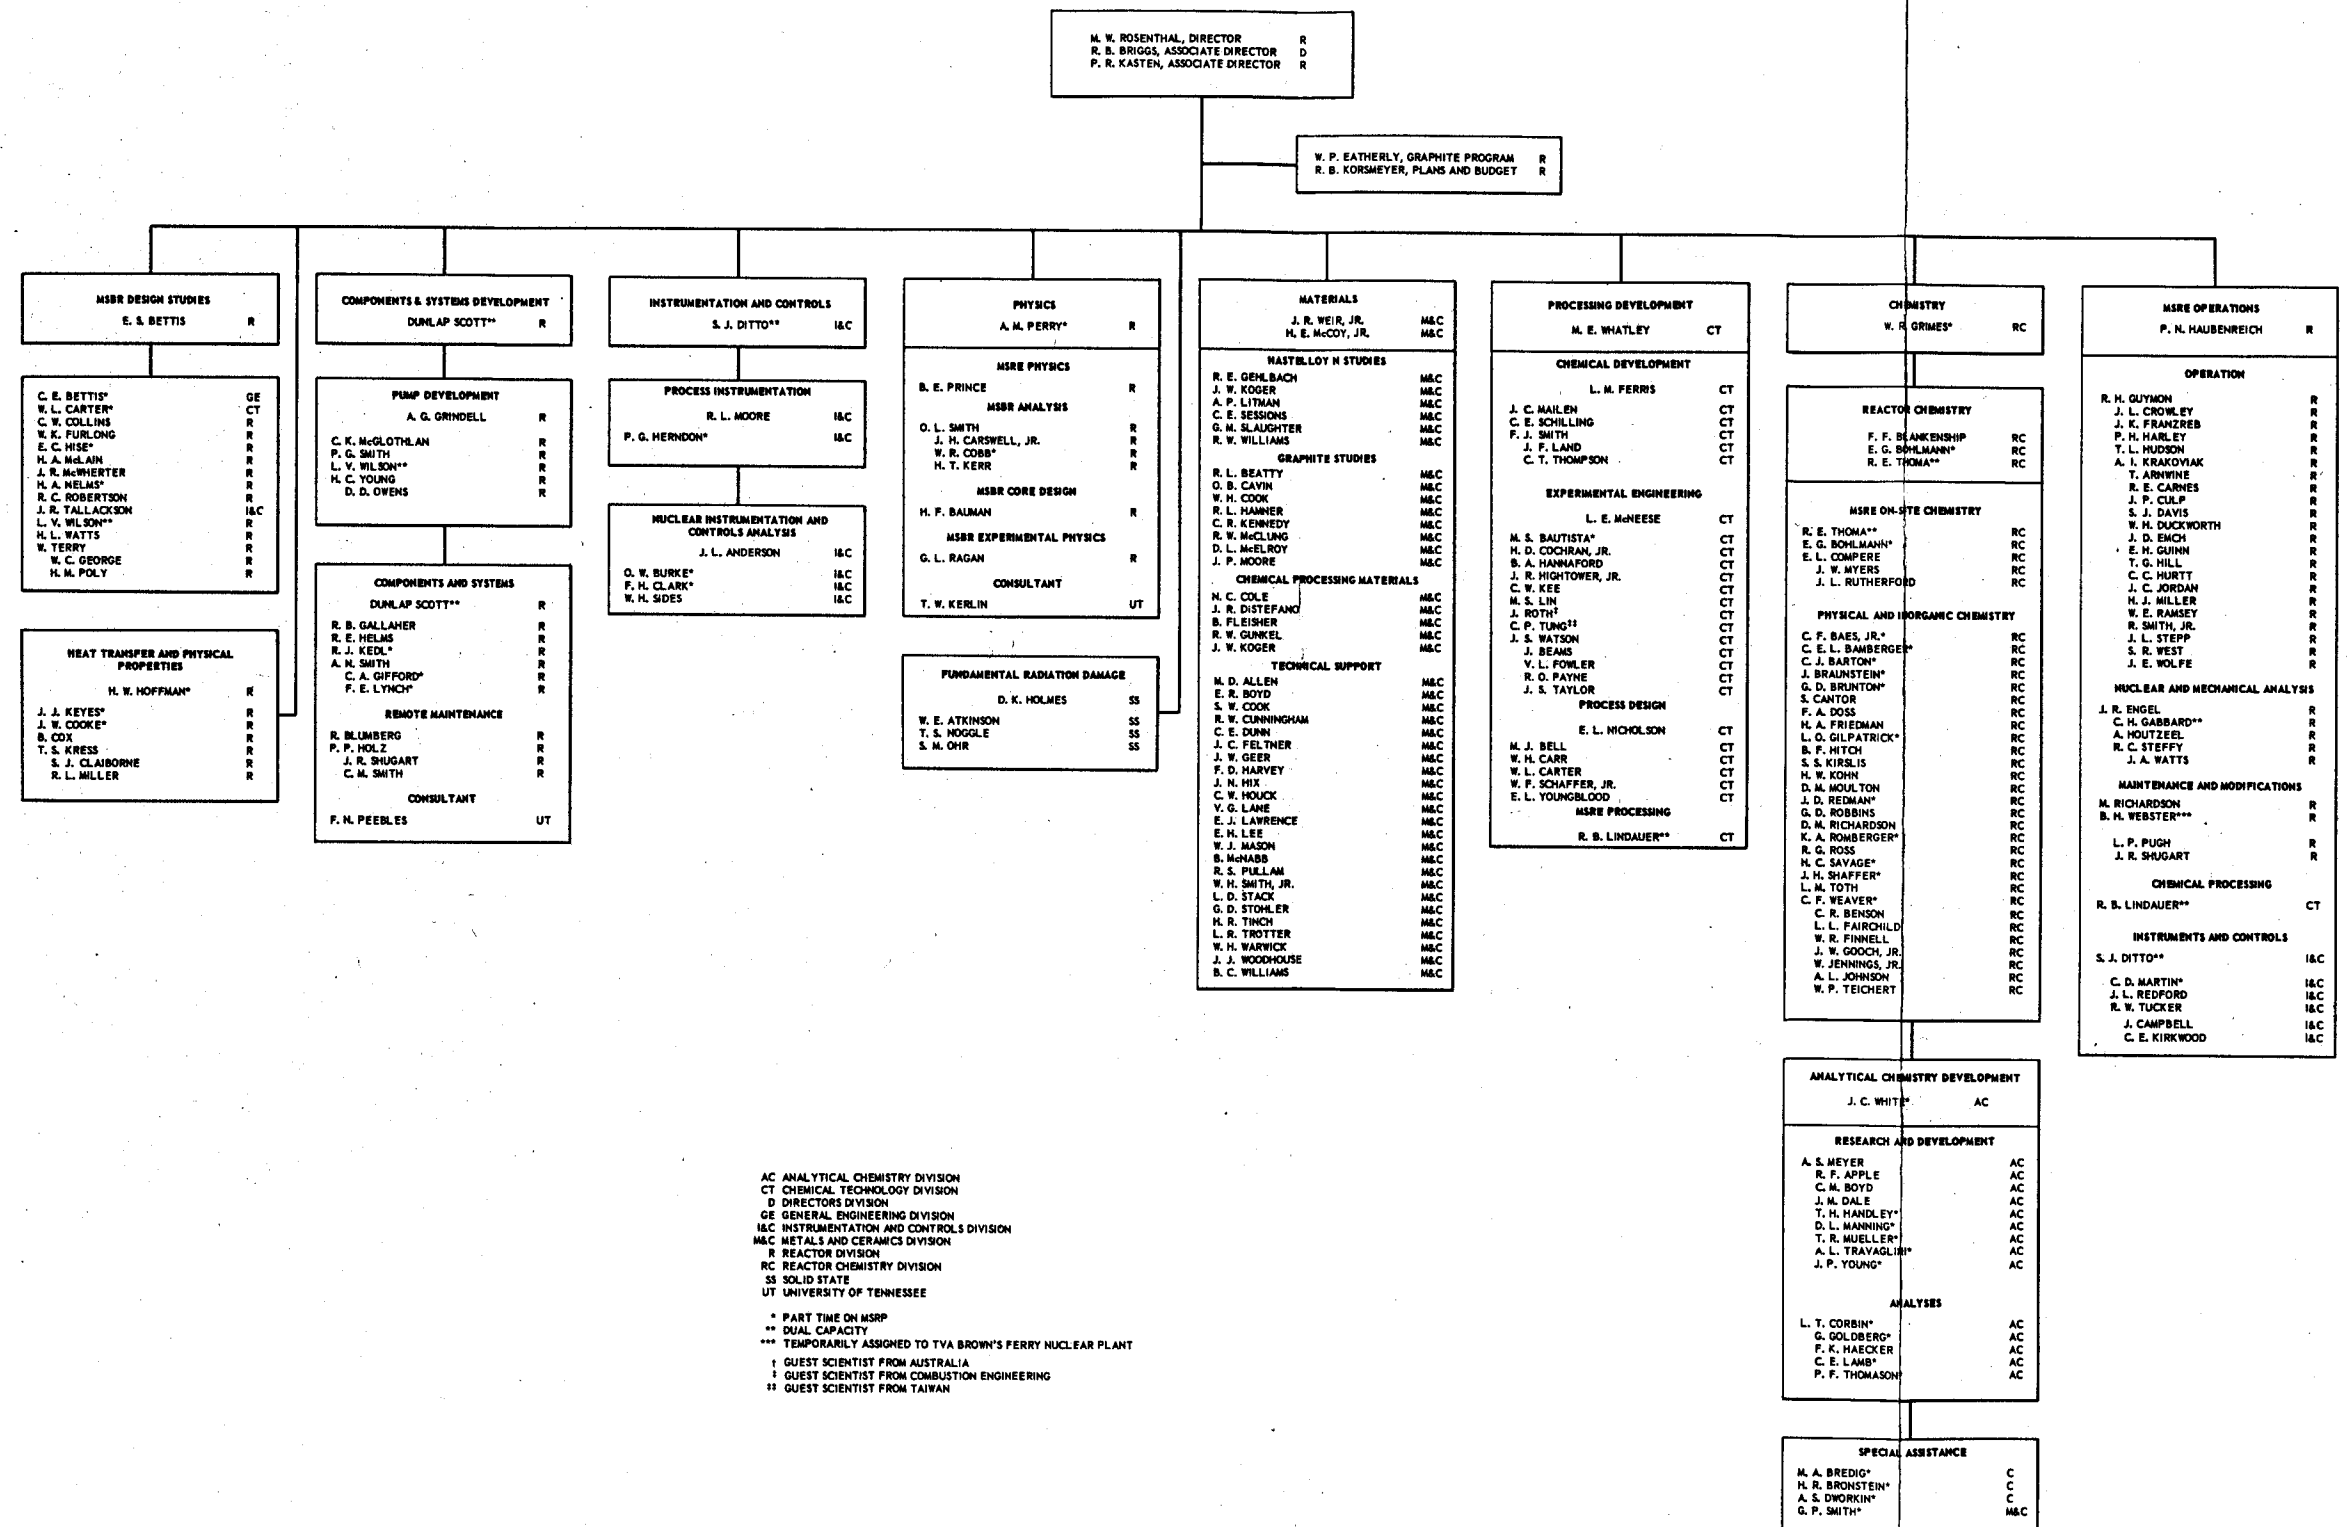 M. W. ROSENTHAL, DIRECTOR R
R. B. BRIGGS, ASSOCIATE DIRECTOR D
P. R. KASTEN, ASSOCIATE DIRECTOR R
W. P. EATHERLY, GRAPHITE PROGRAM R
R. B. KORSMEYER, PLANS AND BUDGET R
MSBR DESIGN STUDIES
E. S. BETTIS R
C. E. BETTIS* GE
W. L. CARTER* CT
C. W. COLLINS R
W. K. FURLONG R
E. C. HISE* R
H. A. McLAIN R
J. R. McWHERTER R
H. A. NELMS* R
R. C. ROBERTSON R
J. R. TALLACKSON I&C
L. V. WILSON** R
H. L. WATTS R
W. TERRY R
W. C. GEORGE R
H. M. POLY R
HEAT TRANSFER AND PHYSICAL
PROPERTIES
H. W. HOFFMAN* R
J. J. KEYES* R
J. W. COOKE* R
B. COX R
T. S. KRESS R
S. J. CLAIBORNE R
R. L. MILLER R
COMPONENTS & SYSTEMS DEVELOPMENT
DUNLAP SCOTT** R
PUMP DEVELOPMENT
A. G. GRINDELL R
C. K. McGLOTHLAN R
P. G. SMITH R
L. V. WILSON** R
H. C. YOUNG R
D. D. OWENS R
COMPONENTS AND SYSTEMS
DUNLAP SCOTT** R
R. B. GALLAHER R
R. E. HELMS R
R. J. KEDL* R
A. N. SMITH R
C. A. GIFFORD* R
F. E. LYNCH* R
REMOTE MAINTENANCE
R. BLUMBERG R
P. P. HOLZ R
J. R. SHUGART R
C. M. SMITH R
CONSULTANT
F. N. PEEBLES UT
INSTRUMENTATION AND CONTROLS
S. J. DITTO** I&C
PROCESS INSTRUMENTATION
R. L. MOORE I&C
P. G. HERNDON* I&C
NUCLEAR INSTRUMENTATION AND
CONTROLS ANALYSIS
J. L. ANDERSON I&C
O. W. BURKE* I&C
F. H. CLARK* I&C
W. H. SIDES I&C
PHYSICS
A. M. PERRY* R
MSRE PHYSICS
B. E. PRINCE R
MSBR ANALYSIS
O. L. SMITH R
J. H. CARSWELL, JR. R
W. R. COBB* R
H. T. KERR R
MSBR CORE DESIGN
H. F. BAUMAN R
MSBR EXPERIMENTAL PHYSICS
G. L. RAGAN R
CONSULTANT
T. W. KERLIN UT
FUNDAMENTAL RADIATION DAMAGE
D. K. HOLMES SS
W. E. ATKINSON SS
T. S. NOGGLE SS
S. M. OHR SS
MATERIALS
J. R. WEIR, JR. M&C
H. E. McCOY, JR. M&C
HASTELLOY N STUDIES
R. E. GEHLBACH M&C
J. W. KOGER M&C
A. P. LITMAN M&C
C. E. SESSIONS M&C
G. M. SLAUGHTER M&C
R. W. WILLIAMS M&C
GRAPHITE STUDIES
R. L. BEATTY M&C
O. B. CAVIN M&C
W. H. COOK M&C
R. L. HAMNER M&C
C. R. KENNEDY M&C
R. W. McCLUNG M&C
D. L. McELROY M&C
J. P. MOORE M&C
CHEMICAL PROCESSING MATERIALS
N. C. COLE M&C
J. R. DiSTEFANO M&C
B. FLEISHER M&C
R. W. GUNKEL M&C
J. W. KOGER M&C
TECHNICAL SUPPORT
M. D. ALLEN M&C
E. R. BOYD M&C
S. W. COOK M&C
R. W. CUNNINGHAM M&C
C. E. DUNN M&C
J. C. FELTNER M&C
J. W. GEER M&C
F. D. HARVEY M&C
J. N. HIX M&C
C. W. HOUCK M&C
V. G. LANE M&C
E. J. LAWRENCE M&C
E. H. LEE M&C
W. J. MASON M&C
B. McNABB M&C
R. S. PULLAM M&C
W. H. SMITH, JR. M&C
L. D. STACK M&C
G. D. STOHLER M&C
H. R. TINCH M&C
L. R. TROTTER M&C
W. H. WARWICK M&C
J. J. WOODHOUSE M&C
B. C. WILLIAMS M&C
PROCESSING DEVELOPMENT
M. E. WHATLEY CT
CHEMICAL DEVELOPMENT
L. M. FERRIS CT
J. C. MAILEN CT
C. E. SCHILLING CT
F. J. SMITH CT
J. F. LAND CT
C. T. THOMPSON CT
EXPERIMENTAL ENGINEERING
L. E. McNEESE CT
M. S. BAUTISTA* CT
H. D. COCHRAN, JR. CT
B. A. HANNAFORD CT
J. R. HIGHTOWER, JR. CT
C. W. KEE CT
M. S. LIN CT
J. ROTH‡ CT
C. P. TUNG‡‡ CT
J. S. WATSON CT
J. BEAMS CT
V. L. FOWLER CT
R. O. PAYNE CT
J. S. TAYLOR CT
PROCESS DESIGN
E. L. NICHOLSON CT
M. J. BELL CT
W. H. CARR CT
W. L. CARTER CT
W. F. SCHAFFER, JR. CT
E. L. YOUNGBLOOD CT
MSRE PROCESSING
R. B. LINDAUER** CT
CHEMISTRY
W. R. GRIMES* RC
REACTOR CHEMISTRY
F. F. BLANKENSHIP RC
E. G. BOHLMANN* RC
R. E. THOMA** RC
MSRE ON-SITE CHEMISTRY
R. E. THOMA** RC
E. G. BOHLMANN* RC
E. L. COMPERE RC
J. W. MYERS RC
J. L. RUTHERFORD RC
PHYSICAL AND INORGANIC CHEMISTRY
C. F. BAES, JR.* RC
C. E. L. BAMBERGER* RC
C. J. BARTON* RC
J. BRAUNSTEIN* RC
G. D. BRUNTON* RC
S. CANTOR RC
F. A. DOSS RC
H. A. FRIEDMAN RC
L. O. GILPATRICK* RC
B. F. HITCH RC
S. S. KIRSLIS RC
H. W. KOHN RC
D. M. MOULTON RC
J. D. REDMAN* RC
G. D. ROBBINS RC
D. M. RICHARDSON RC
K. A. ROMBERGER* RC
R. G. ROSS RC
H. C. SAVAGE* RC
J. H. SHAFFER* RC
L. M. TOTH RC
C. F. WEAVER* RC
C. R. BENSON RC
L. L. FAIRCHILD RC
W. R. FINNELL RC
J. W. GOOCH, JR. RC
W. JENNINGS, JR. RC
A. L. JOHNSON RC
W. P. TEICHERT RC
ANALYTICAL CHEMISTRY DEVELOPMENT
J. C. WHITE* AC
RESEARCH AND DEVELOPMENT
A. S. MEYER AC
R. F. APPLE AC
C. M. BOYD AC
J. M. DALE AC
T. H. HANDLEY* AC
D. L. MANNING* AC
T. R. MUELLER* AC
A. L. TRAVAGLINI* AC
J. P. YOUNG* AC
ANALYSES
L. T. CORBIN* AC
G. GOLDBERG* AC
F. K. HAECKER AC
C. E. LAMB* AC
P. F. THOMASON* AC
SPECIAL ASSISTANCE
M. A. BREDIG* C
H. R. BRONSTEIN* C
A. S. DWORKIN* C
G. P. SMITH* M&C
MSRE OPERATIONS
P. N. HAUBENREICH R
OPERATION
R. H. GUYMON R
J. L. CROWLEY R
J. K. FRANZREB R
P. H. HARLEY R
T. L. HUDSON R
A. I. KRAKOVIAK R
T. ARNWINE R
R. E. CARNES R
J. P. CULP R
S. J. DAVIS R
W. H. DUCKWORTH R
J. D. EMCH R
E. H. GUINN R
T. G. HILL R
C. C. HURTT R
J. C. JORDAN R
H. J. MILLER R
W. E. RAMSEY R
R. SMITH, JR. R
J. L. STEPP R
S. R. WEST R
J. E. WOLFE R
NUCLEAR AND MECHANICAL ANALYSIS
J. R. ENGEL R
C. H. GABBARD** R
A. HOUTZEEL R
R. C. STEFFY R
J. A. WATTS R
MAINTENANCE AND MODIFICATIONS
M. RICHARDSON R
B. H. WEBSTER*** R
L. P. PUGH R
J. R. SHUGART R
CHEMICAL PROCESSING
R. B. LINDAUER** CT
INSTRUMENTS AND CONTROLS
S. J. DITTO** I&C
C. D. MARTIN* I&C
J. L. REDFORD I&C
R. W. TUCKER I&C
J. CAMPBELL I&C
C. E. KIRKWOOD I&C
AC ANALYTICAL CHEMISTRY DIVISION
CT CHEMICAL TECHNOLOGY DIVISION
D DIRECTORS DIVISION
GE GENERAL ENGINEERING DIVISION
I&C INSTRUMENTATION AND CONTROLS DIVISION
M&C METALS AND CERAMICS DIVISION
R REACTOR DIVISION
RC REACTOR CHEMISTRY DIVISION
SS SOLID STATE
UT UNIVERSITY OF TENNESSEE
* PART TIME ON MSRP
** DUAL CAPACITY
*** TEMPORARILY ASSIGNED TO TVA BROWN'S FERRY NUCLEAR PLANT
† GUEST SCIENTIST FROM AUSTRALIA
‡ GUEST SCIENTIST FROM COMBUSTION ENGINEERING
‡‡ GUEST SCIENTIST FROM TAIWAN